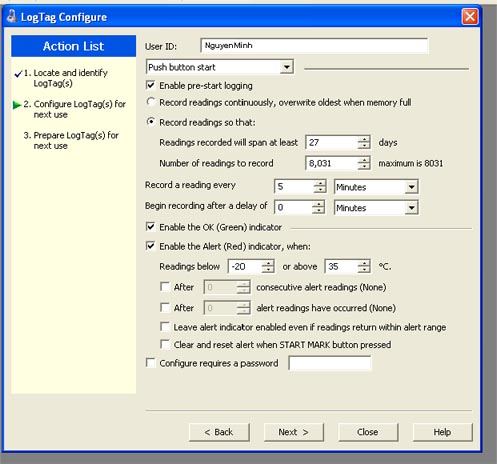 LogTag Configure
Action List
1. Locate and identify
LogTag(s)
2. Configure LogTag(s) for
next use
3. Prepare LogTag(s) for
next use
User ID: NguyenMinh
Push button start
Enable pre-start logging
Record readings continuously, overwrite oldest when memory full
Record readings so that:
Readings recorded will span at least 27 days
Number of readings to record 8,031 maximum is 8031
Record a reading every 5 Minutes
Begin recording after a delay of 0 Minutes
Enable the OK (Green) indicator
Enable the Alert (Red) indicator, when:
Readings below -20 or above 35 °C.
After 0 consecutive alert readings (None)
After 0 alert readings have occurred (None)
Leave alert indicator enabled even if readings return within alert range
Clear and reset alert when START MARK button pressed
Configure requires a password
< Back Next > Close Help